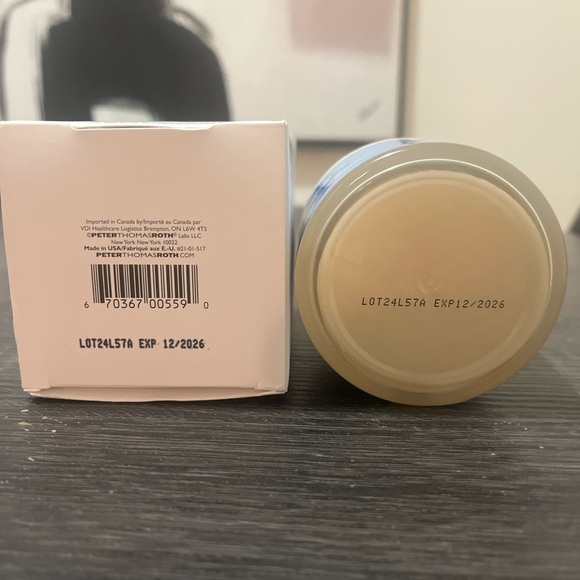 Imported in Canada by/Importé au Canada par
VDI Healthcare Logistics Brampton, ON L6W 4T5
©PETERTHOMASROTH® Labs LLC
New York New York 10022
Made in USA/Fabriqué aux E.-U. #21-01-517
PETERTHOMASROTH.COM
6 70367 00559 0
LOT24L57A EXP 12/2026
LOT24L57A EXP12/2026